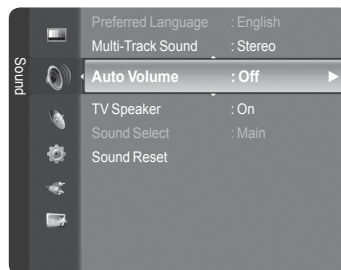 Sound
Preferred Language : English
Multi-Track Sound : Stereo
Auto Volume : Off
TV Speaker : On
Sound Select : Main
Sound Reset